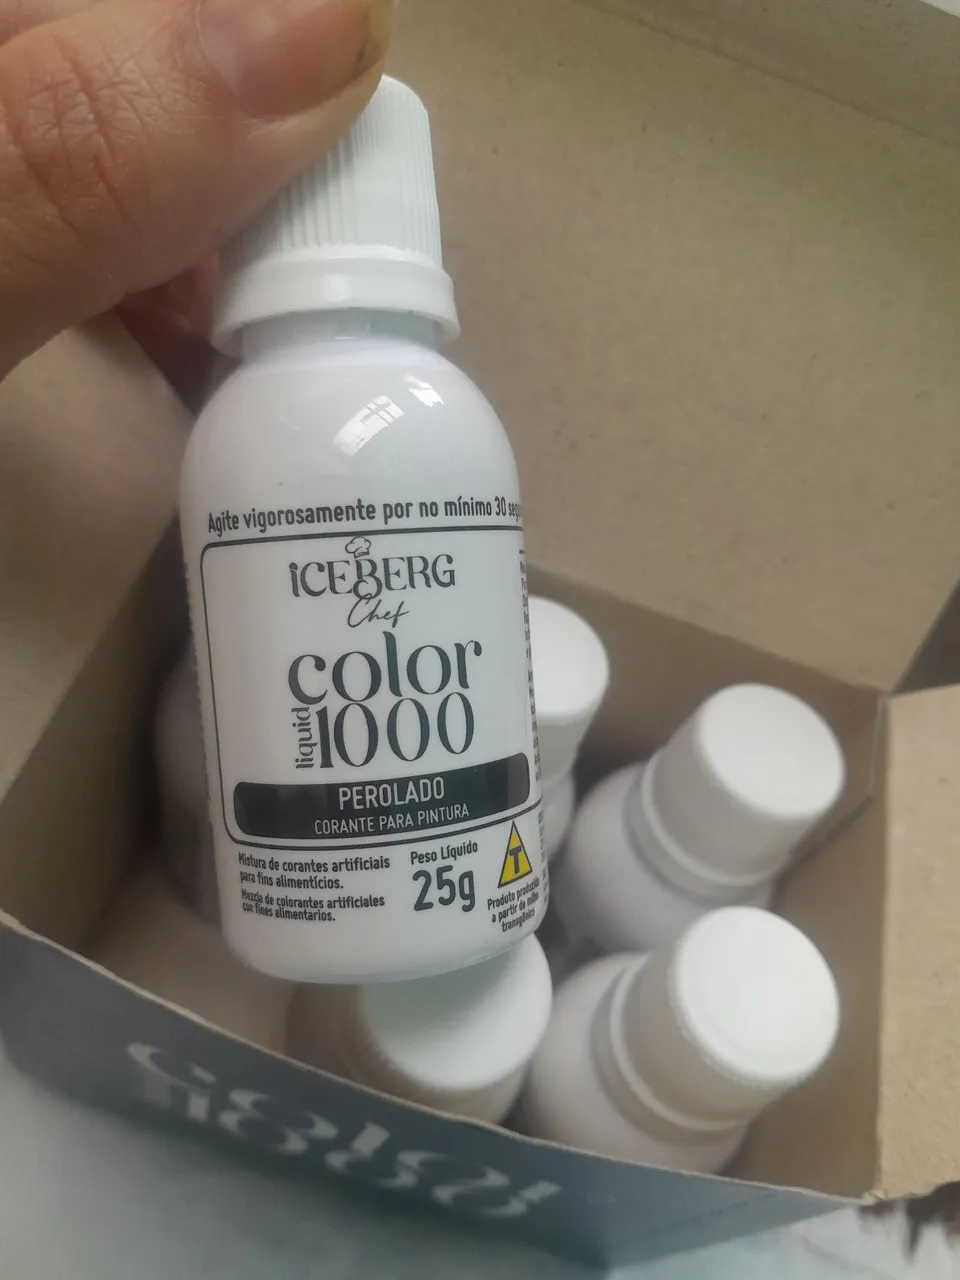 Agite vigorosamente por no mínimo 30
ICEBERG
Chef
color
liquid 1000
PEROLADO
CORANTE PARA PINTURA
Mistura de corantes artificiais
para fins alimentícios.
Mezcla de colorantes artificiales
con fines alimentarios.
Peso Líquido
25g
T
Produto produzido
a partir de milho
transgênico